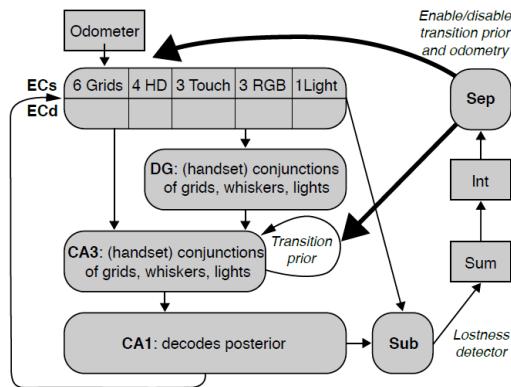 Odometer
Enable/disable
transition prior
and odometry
ECs
6 Grids 4 HD 3 Touch 3 RGB 1Light
ECd
Sep
DG: (handset) conjunctions
of grids, whiskers, lights
Int
CA3: (handset) conjunctions
of grids, whiskers, lights
Transition
prior
Sum
CA1: decodes posterior
Sub
Lostness
detector